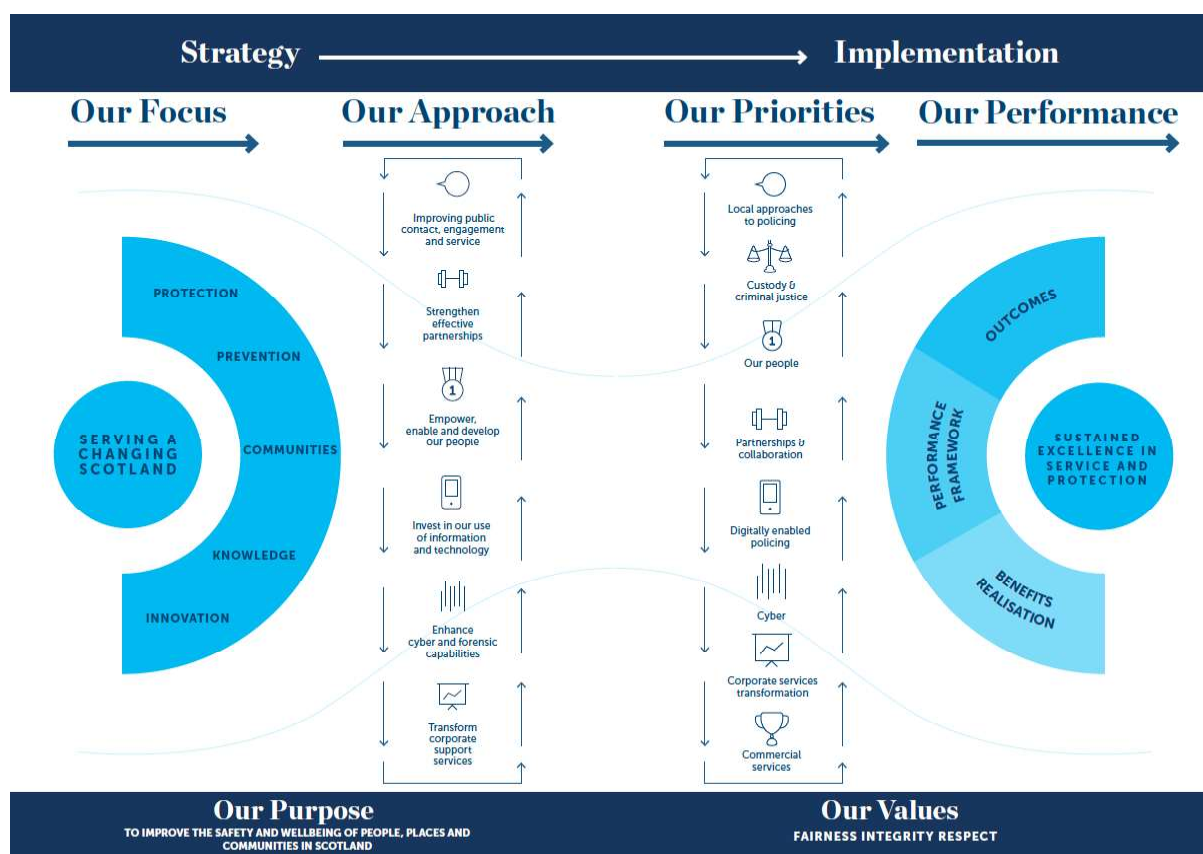 Strategy
Implementation
Our Focus
Our Approach
Our Priorities
Our Performance
PROTECTION
PREVENTION
COMMUNITIES
KNOWLEDGE
INNOVATION
SERVING A
CHANGING
SCOTLAND
Improving public
contact, engagement
and service
Strengthen
effective
partnerships
1
Empower,
enable and develop
our people
Invest in our use
of information
and technology
Enhance
cyber and forensic
capabilities
Transform
corporate
support
services
Local approaches
to policing
Custody &
criminal justice
1
Our people
Partnerships &
collaboration
Digitally enabled
policing
Cyber
Corporate services
transformation
Commercial
services
OUTCOMES
PERFORMANCE
FRAMEWORK
BENEFITS
REALISATION
SUSTAINED
EXCELLENCE IN
SERVICE AND
PROTECTION
Our Purpose
TO IMPROVE THE SAFETY AND WELLBEING OF PEOPLE, PLACES AND
COMMUNITIES IN SCOTLAND
Our Values
FAIRNESS INTEGRITY RESPECT